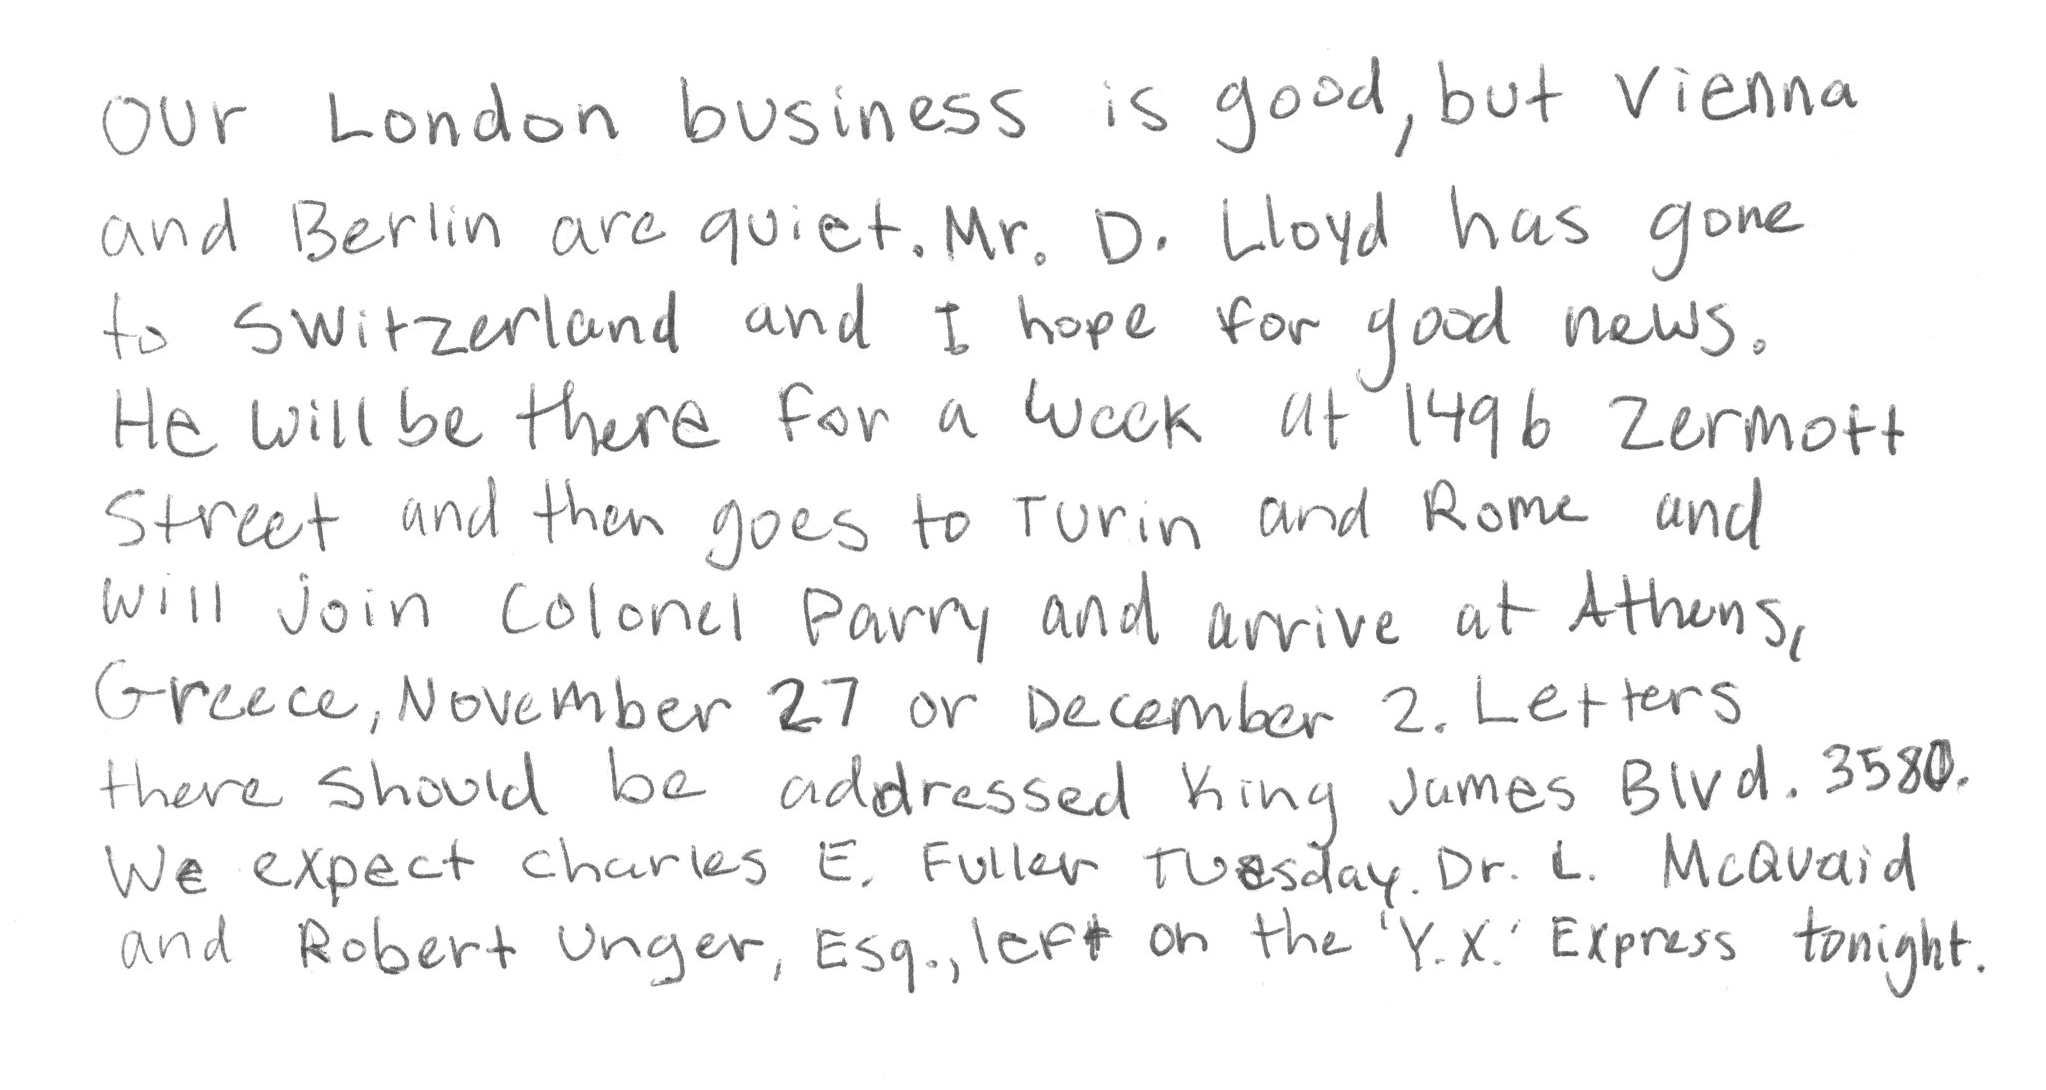 Our London business is good, but Vienna
and Berlin are quiet. Mr. D. Lloyd has gone
to Switzerland and I hope for good news.
He will be there for a week at 1496 Zermott
Street and then goes to Turin and Rome and
will join Colonel Parry and arrive at Athens,
Greece, November 27 or December 2. Letters
there should be addressed King James Blvd. 3580.
We expect Charles E. Fuller Tuesday. Dr. L. McQuaid
and Robert Unger, Esq., left on the 'Y.X.' Express tonight.